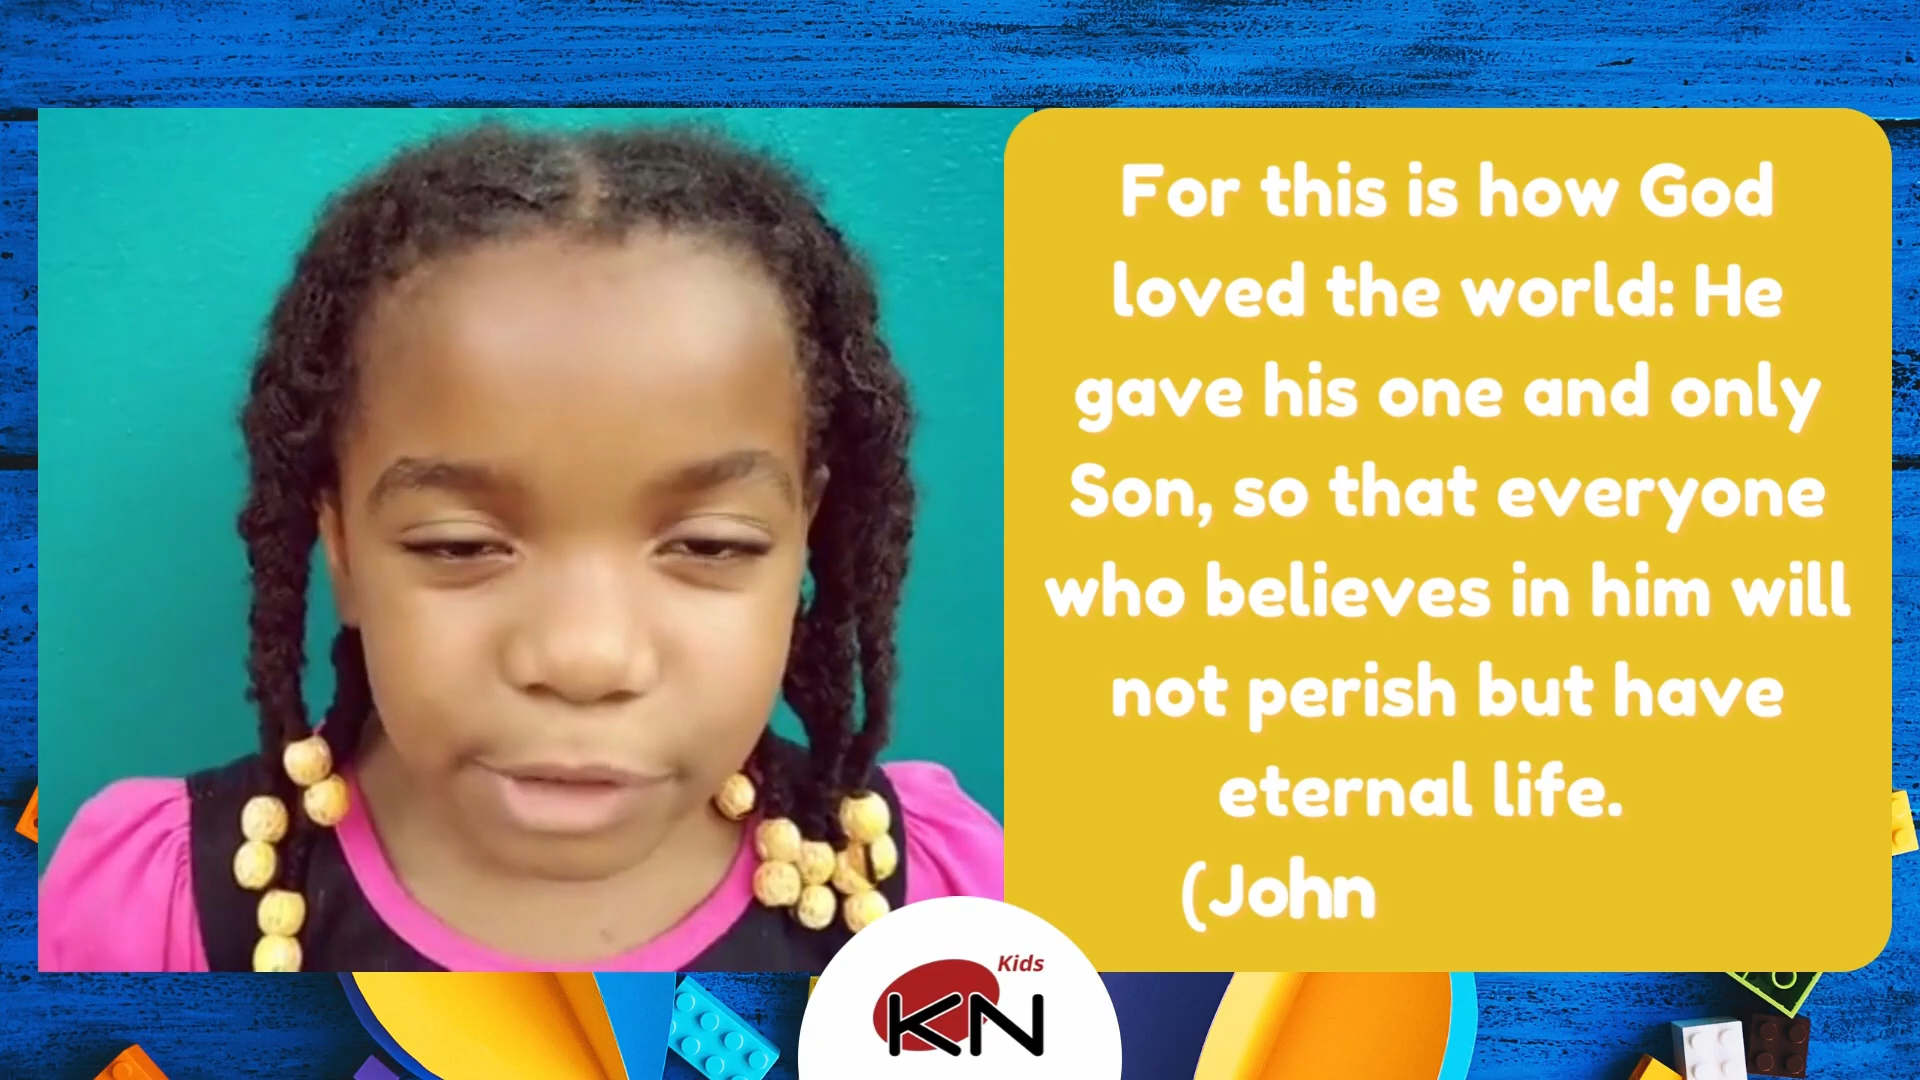 For this is how God
loved the world: He
gave his one and only
Son, so that everyone
who believes in him will
not perish but have
eternal life.
(John
Kids
KN